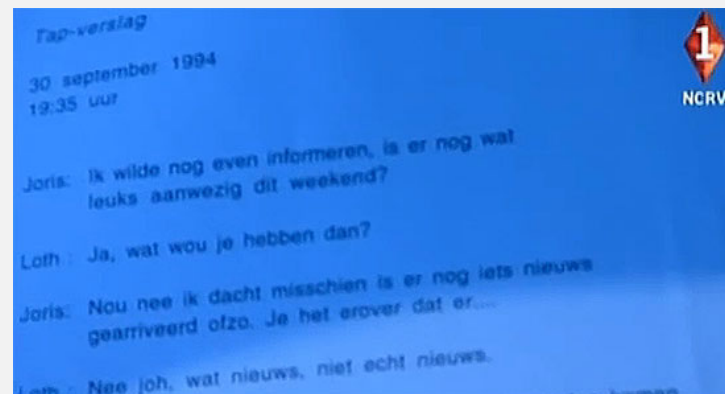 Tap-verslag
30 september 1994
19:35 uur
1
NCRV
Joris: Ik wilde nog even informeren, is er nog wat
leuks aanwezig dit weekend?
Loth : Ja, wat wou je hebben dan?
Joris: Nou nee ik dacht misschien is er nog iets nieuws
gearriveerd ofzo. Je het erover dat er....
Loth : Nee joh, wat nieuws, niet echt nieuws.